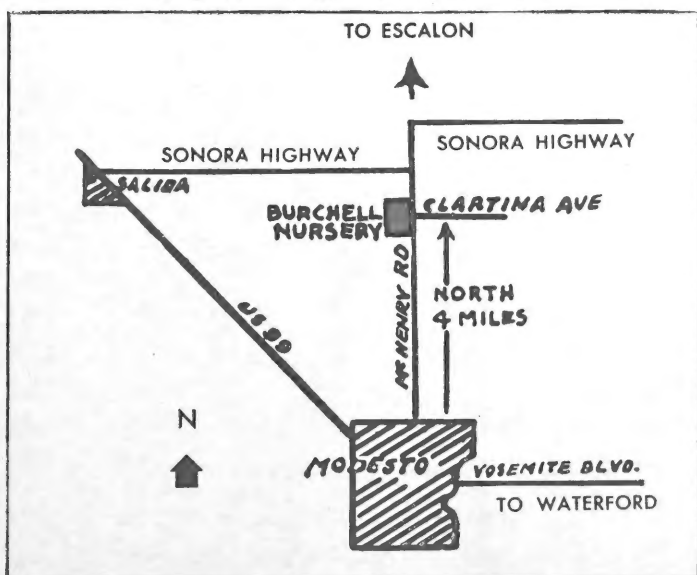 TO ESCALON
SONORA HIGHWAY
SONORA HIGHWAY
SALIDA
BURCHELL
NURSERY
CLARTINA AVE
McHENRY RD
NORTH
4 MILES
US 99
N
MODESTO
YOSEMITE BLVD.
TO WATERFORD